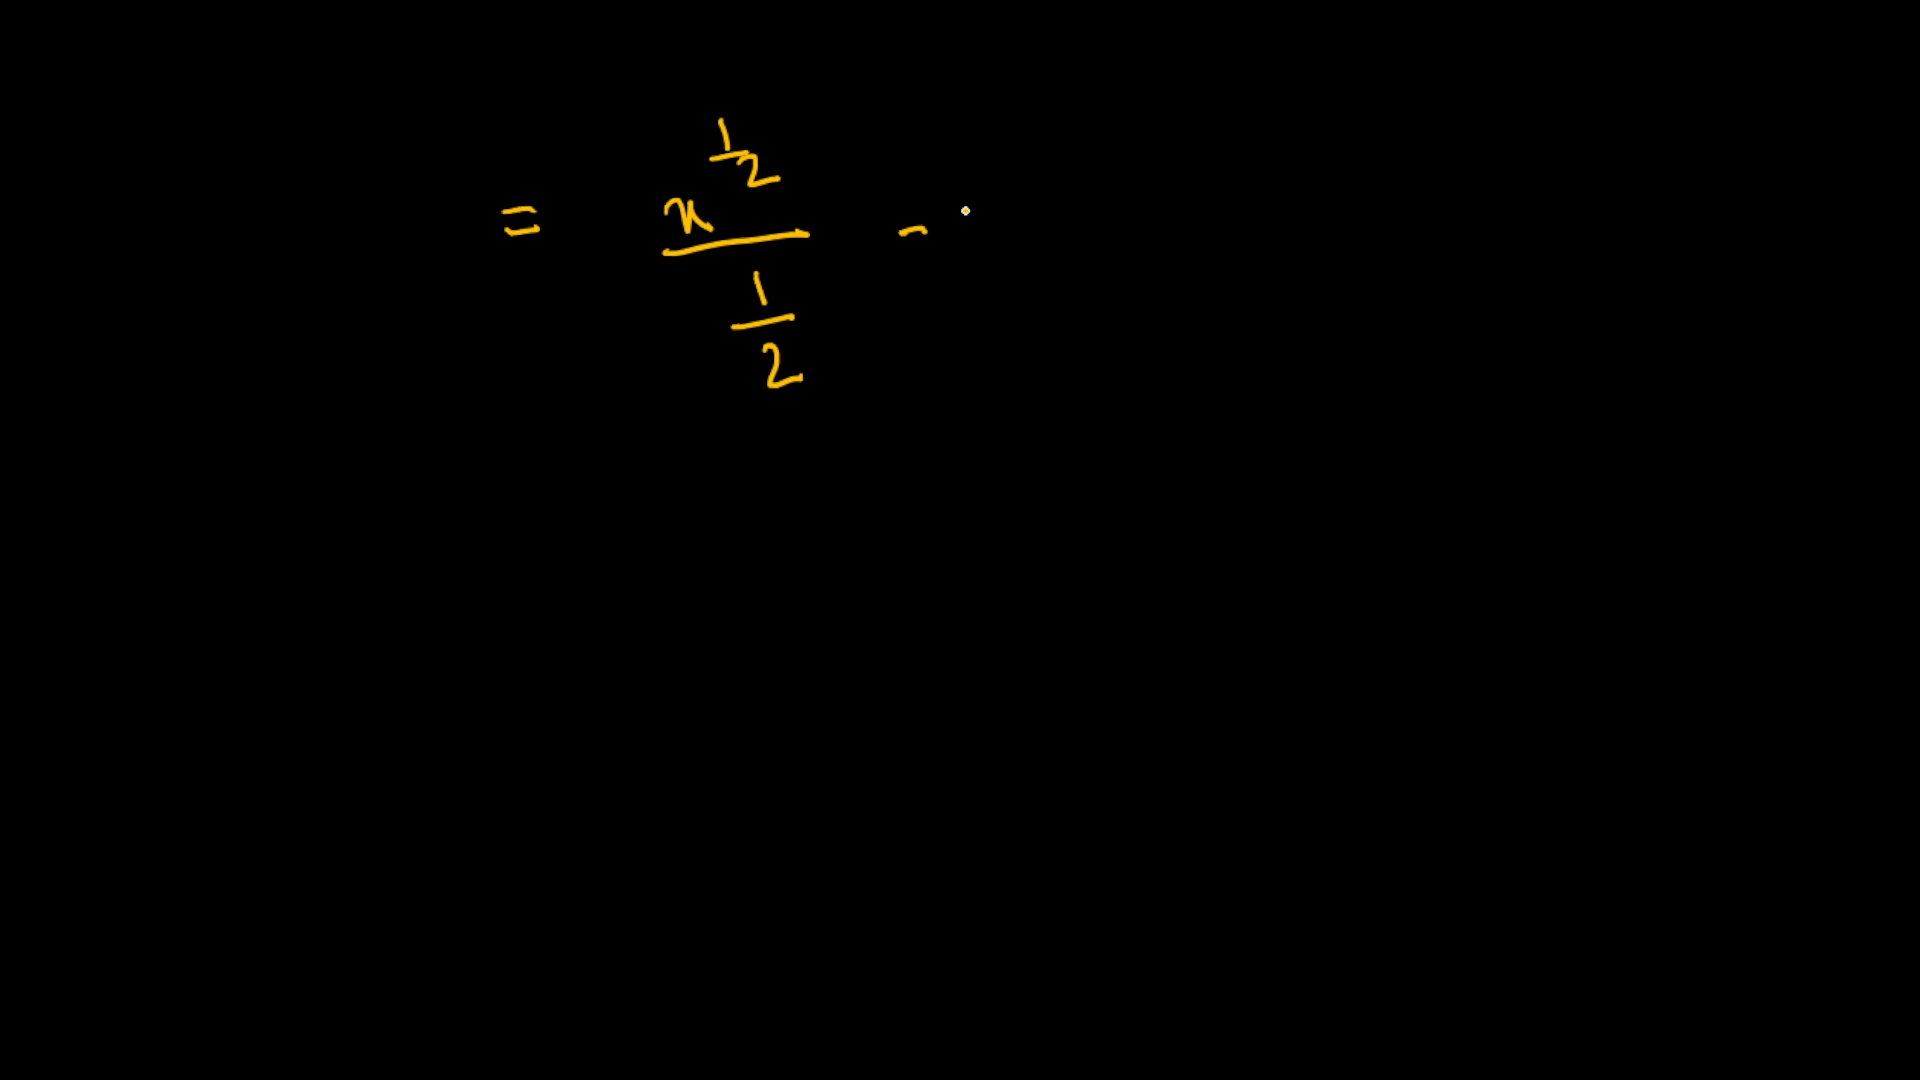 = x^(1/2) / (1/2) -